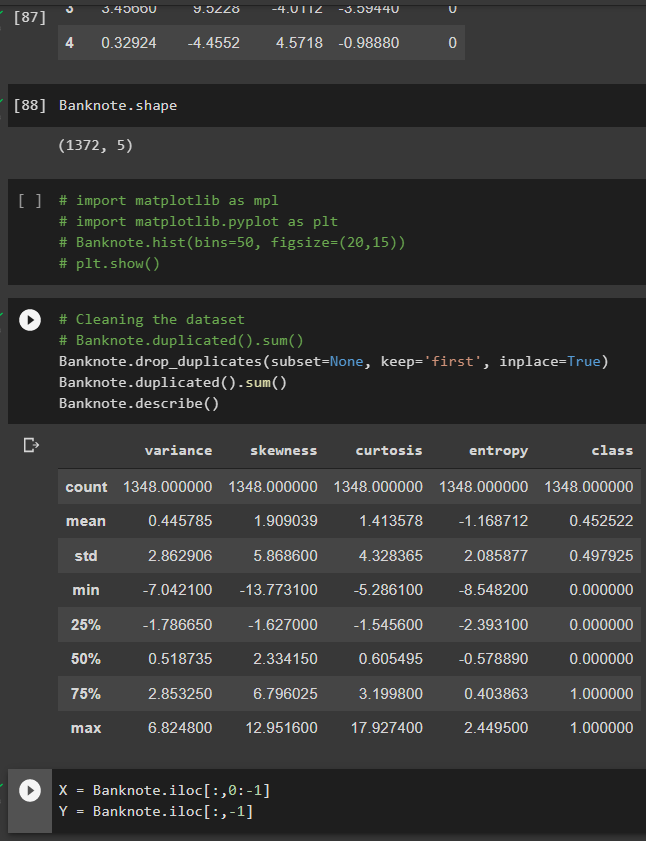 [87]
3 3.45660 9.5228 -4.0112 -3.59440 0
4 0.32924 -4.4552 4.5718 -0.98880 0
[88] Banknote.shape
(1372, 5)
[ ] # import matplotlib as mpl
# import matplotlib.pyplot as plt
# Banknote.hist(bins=50, figsize=(20,15))
# plt.show()
# Cleaning the dataset
# Banknote.duplicated().sum()
Banknote.drop_duplicates(subset=None, keep='first', inplace=True)
Banknote.duplicated().sum()
Banknote.describe()
variance skewness curtosis entropy class
count 1348.000000 1348.000000 1348.000000 1348.000000 1348.000000
mean 0.445785 1.909039 1.413578 -1.168712 0.452522
std 2.862906 5.868600 4.328365 2.085877 0.497925
min -7.042100 -13.773100 -5.286100 -8.548200 0.000000
25% -1.786650 -1.627000 -1.545600 -2.393100 0.000000
50% 0.518735 2.334150 0.605495 -0.578890 0.000000
75% 2.853250 6.796025 3.199800 0.403863 1.000000
max 6.824800 12.951600 17.927400 2.449500 1.000000
X = Banknote.iloc[:,0:-1]
Y = Banknote.iloc[:,-1]